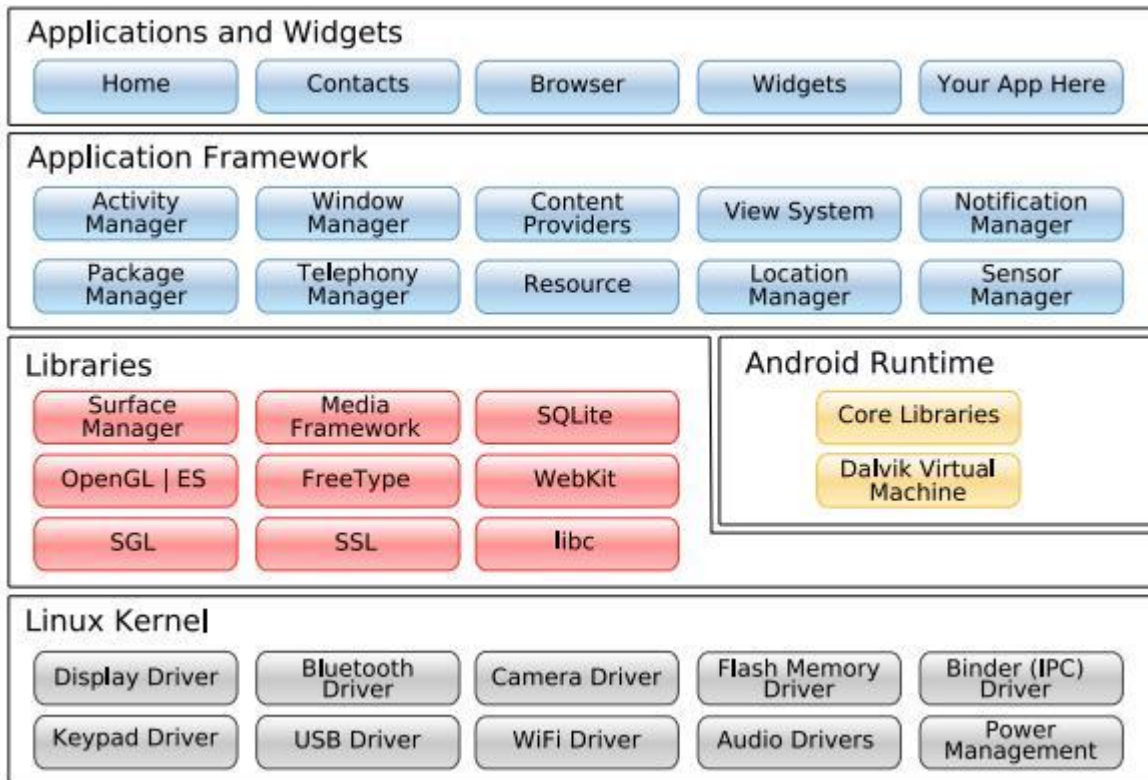 Applications and Widgets
Home
Contacts
Browser
Widgets
Your App Here
Application Framework
Activity
Manager
Window
Manager
Content
Providers
View System
Notification
Manager
Package
Manager
Telephony
Manager
Resource
Location
Manager
Sensor
Manager
Libraries
Surface
Manager
Media
Framework
SQLite
OpenGL | ES
FreeType
WebKit
SGL
SSL
libc
Android Runtime
Core Libraries
Dalvik Virtual
Machine
Linux Kernel
Display Driver
Bluetooth
Driver
Camera Driver
Flash Memory
Driver
Binder (IPC)
Driver
Keypad Driver
USB Driver
WiFi Driver
Audio Drivers
Power
Management